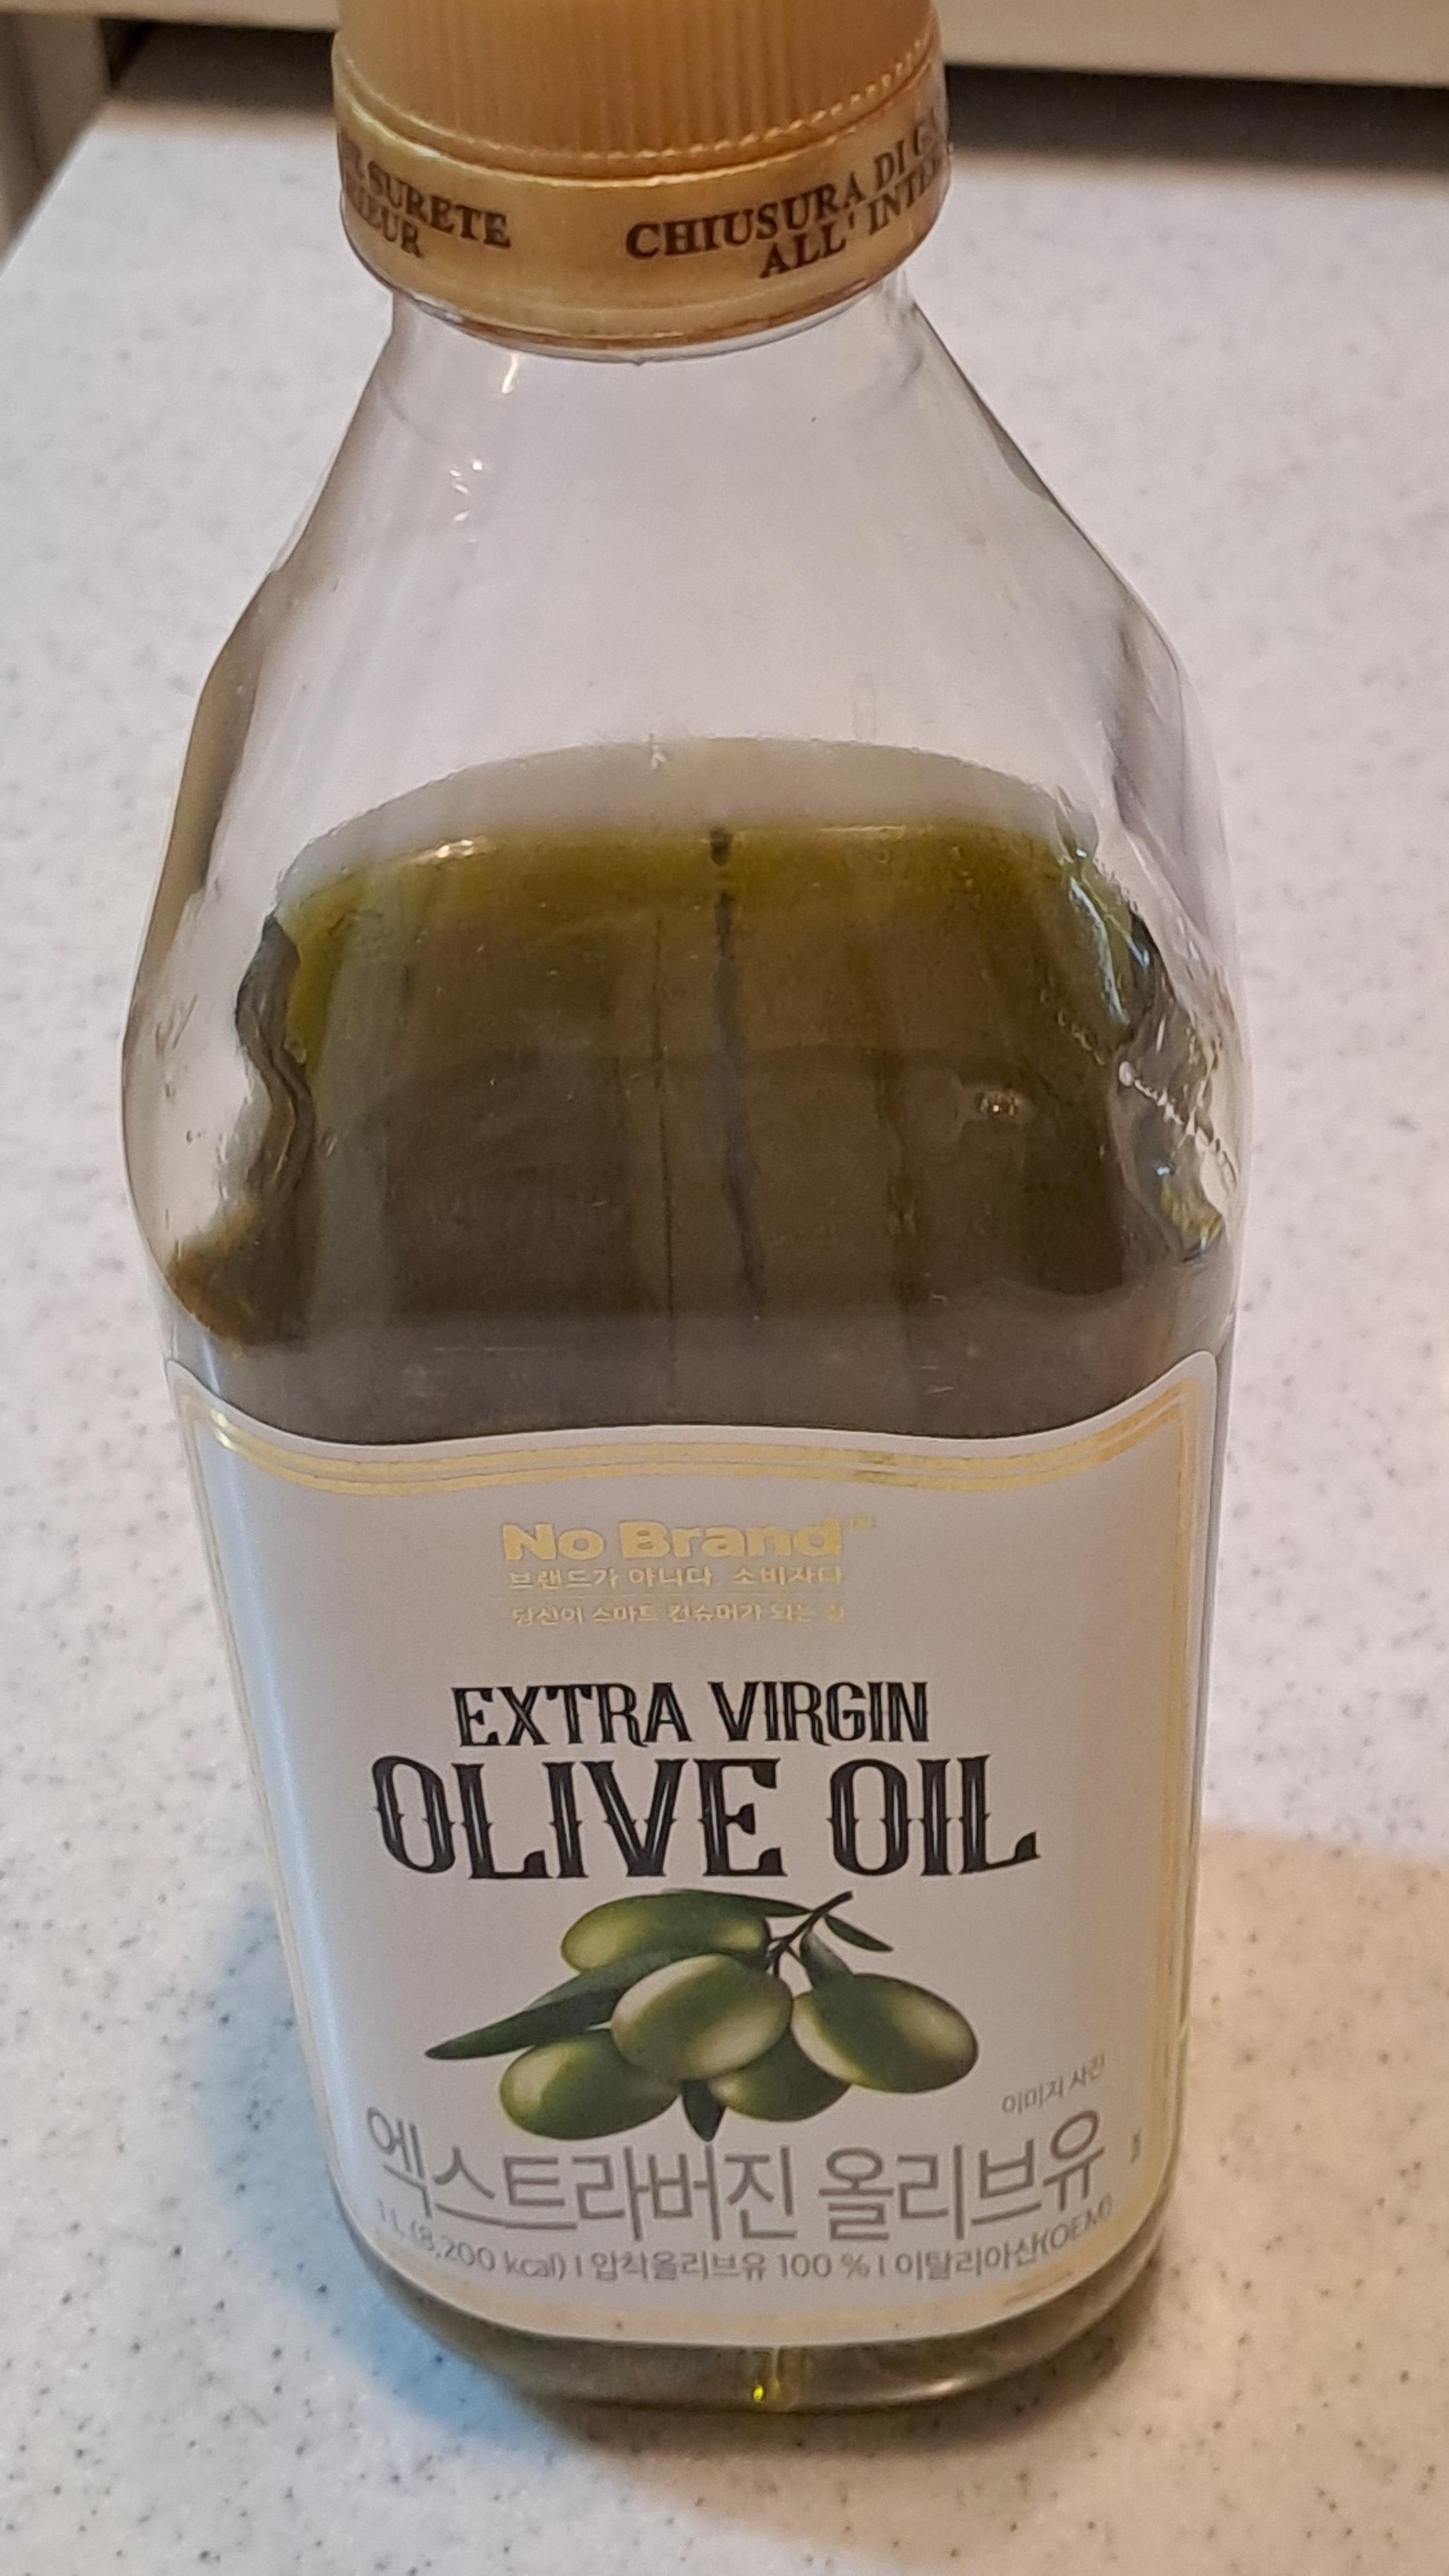 SURETE
CHIUSURA DI
ALL' INTER
No Brand™
브랜드가 아니다 소비자다
당신이 스마트 컨슈머가 되는 길
EXTRA VIRGIN
OLIVE OIL
이미지 사진
엑스트라버진 올리브유
1 L (8,200 kcal) I 압착올리브유 100 % I 이탈리아산(OEM)